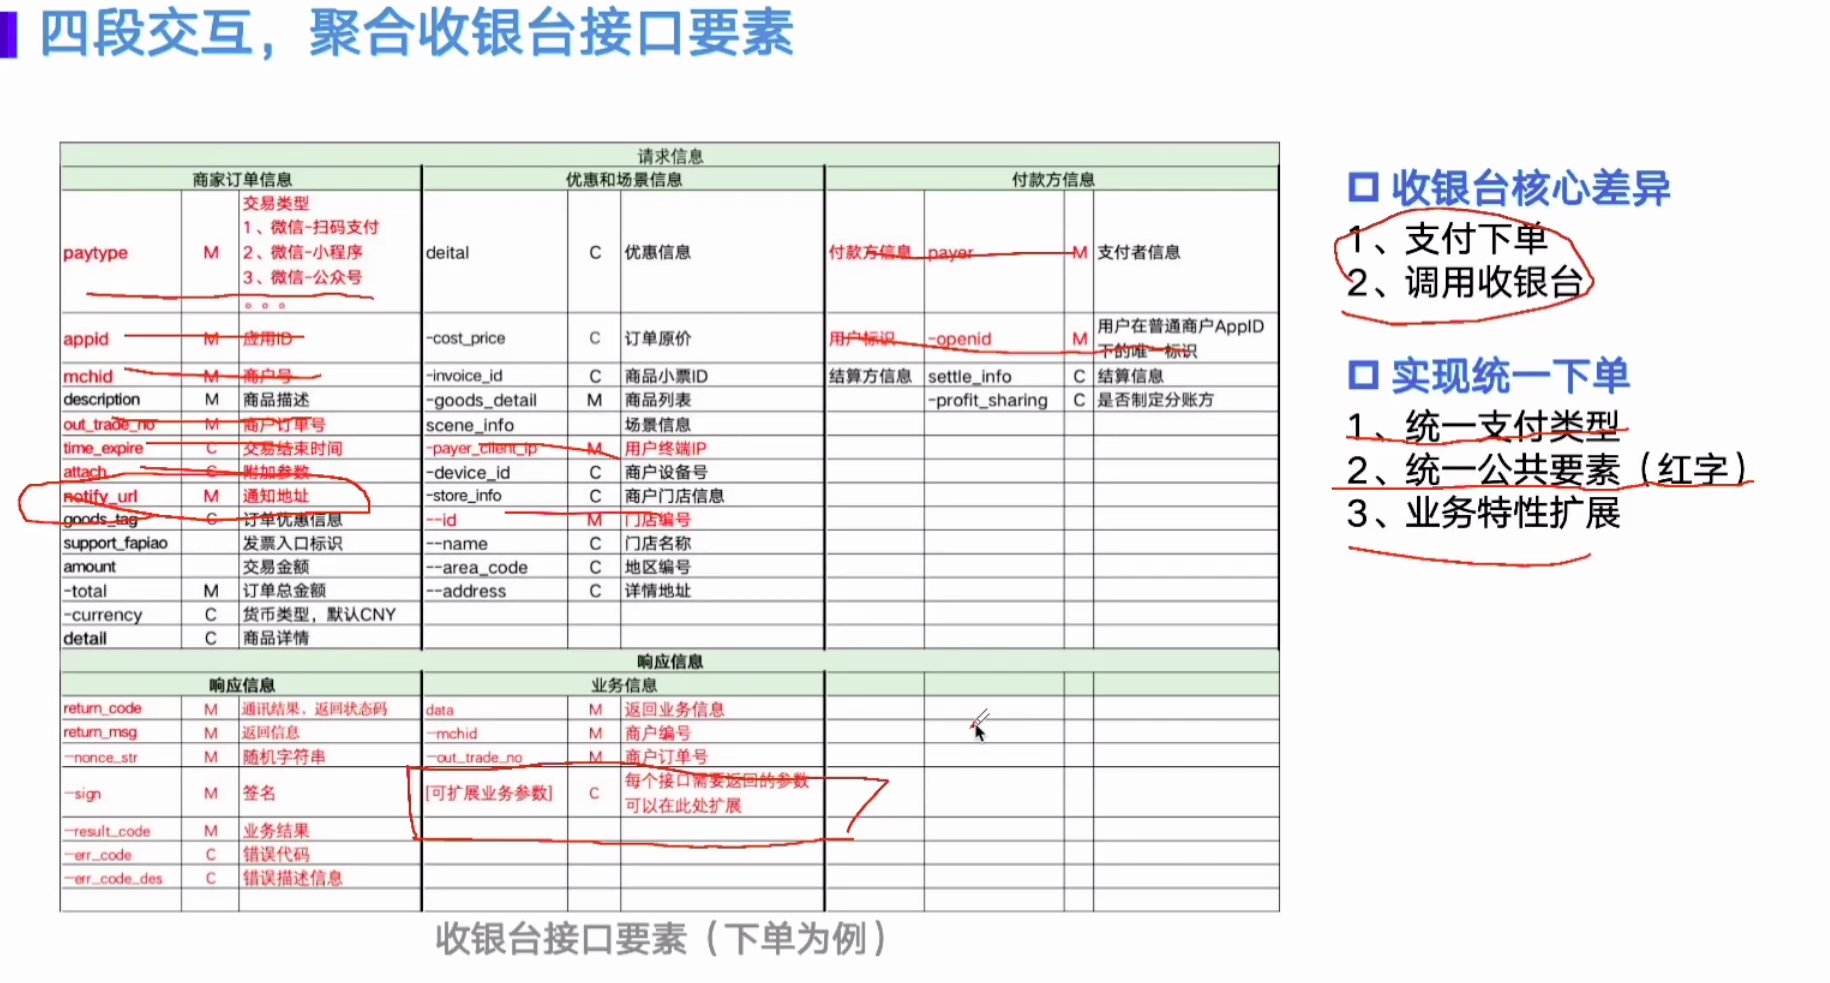 四段交互，聚合收银台接口要素
请求信息
商家订单信息 优惠和场景信息 付款方信息
paytype M 交易类型 1、微信-扫码支付 2、微信-小程序 3、微信-公众号 。。。 deital C 优惠信息 付款方信息 payer M 支付者信息
appid M 应用ID -cost_price C 订单原价 用户标识 -openid M 用户在普通商户AppID下的唯一标识
mchid M 商户号 -invoice_id C 商品小票ID 结算方信息 settle_info C 结算信息
description M 商品描述 -goods_detail M 商品列表 -profit_sharing C 是否制定分账方
out_trade_no M 商户订单号 scene_info 场景信息
time_expire C 交易结束时间 -payer_client_ip M 用户终端IP
attach C 附加参数 -device_id C 商户设备号
notify_url M 通知地址 -store_info C 商户门店信息
goods_tag C 订单优惠信息 --id M 门店编号
support_fapiao 发票入口标识 --name C 门店名称
amount 交易金额 --area_code C 地区编号
-total M 订单总金额 --address C 详情地址
-currency C 货币类型，默认CNY
detail C 商品详情
响应信息
响应信息 业务信息
return_code M 通讯结果，返回状态码 data M 返回业务信息
return_msg M 返回信息 -mchid M 商户编号
-nonce_str M 随机字符串 -out_trade_no M 商户订单号
-sign M 签名 [可扩展业务参数] C 每个接口需要返回的参数可以在此处扩展
-result_code M 业务结果
-err_code C 错误代码
-err_code_des C 错误描述信息
收银台接口要素（下单为例）
收银台核心差异
1、支付下单
2、调用收银台
实现统一下单
1、统一支付类型
2、统一公共要素（红字）
3、业务特性扩展